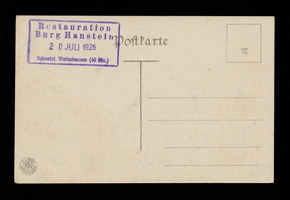 Restauration
Burg Hanstein
2 0 JULI 1926
Bahnstat. Werleshausen (40 Min.)
Postkarte